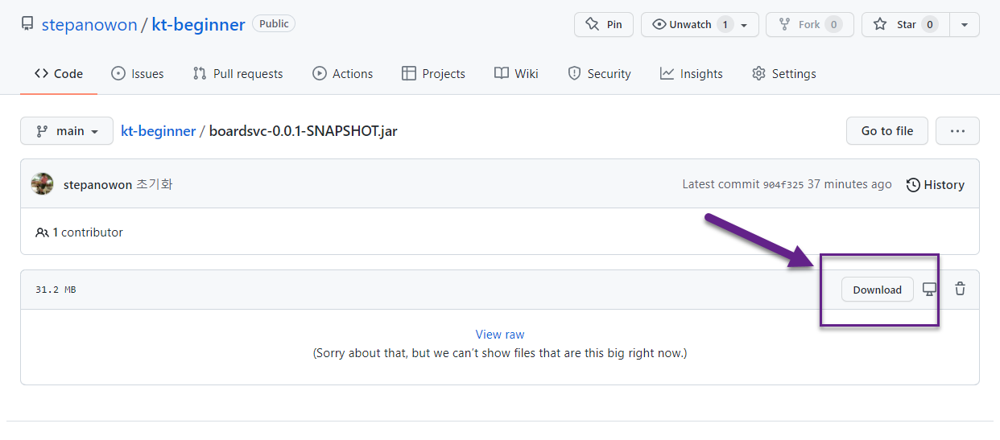 stepanowon / kt-beginner Public Pin Unwatch 1 Fork 0 Star 0
Code Issues Pull requests Actions Projects Wiki Security Insights Settings
main kt-beginner / boardsvc-0.0.1-SNAPSHOT.jar Go to file ...
stepanowon 초기화 Latest commit 904f325 37 minutes ago History
1 contributor
31.2 MB Download
View raw
(Sorry about that, but we can't show files that are this big right now.)